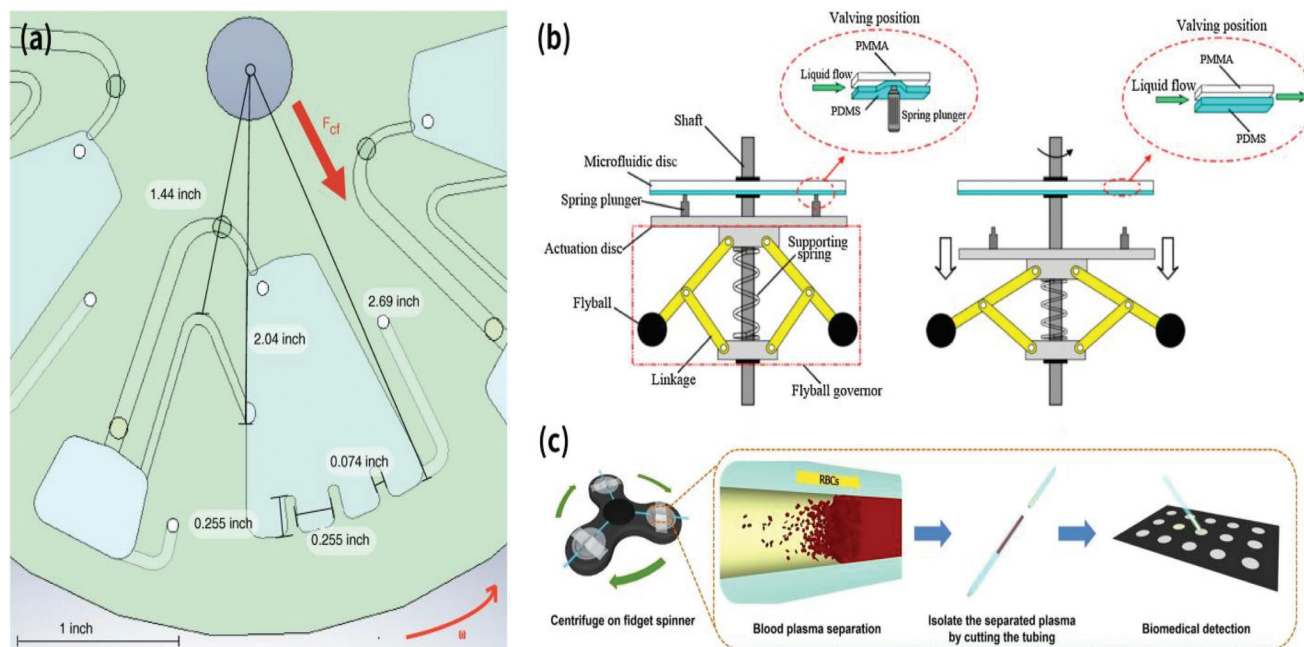 (a)
F_cf
1.44 inch
2.69 inch
2.04 inch
0.074 inch
0.255 inch
0.255 inch
1 inch
ω
(b)
Valving position
PMMA
Liquid flow
PDMS
Spring plunger
Shaft
Microfluidic disc
Spring plunger
Actuation disc
Supporting
spring
Flyball
Linkage
Flyball governor
Valving position
PMMA
Liquid flow
PDMS
(c)
RBCs
Centrifuge on fidget spinner
Blood plasma separation
Isolate the separated plasma
by cutting the tubing
Biomedical detection